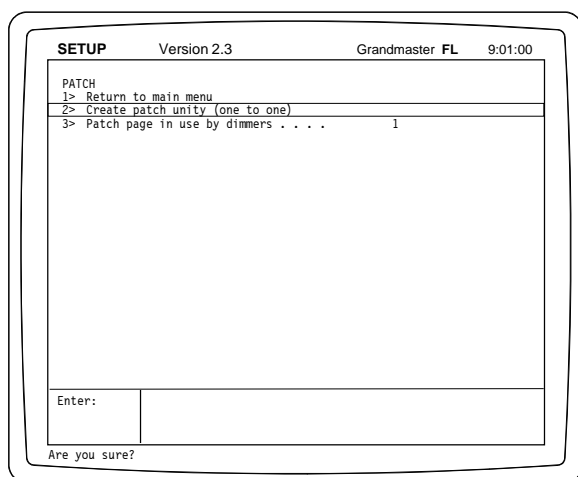 SETUP Version 2.3 Grandmaster FL 9:01:00
PATCH
1> Return to main menu
2> Create patch unity (one to one)
3> Patch page in use by dimmers . . . . 1
Enter:
Are you sure?